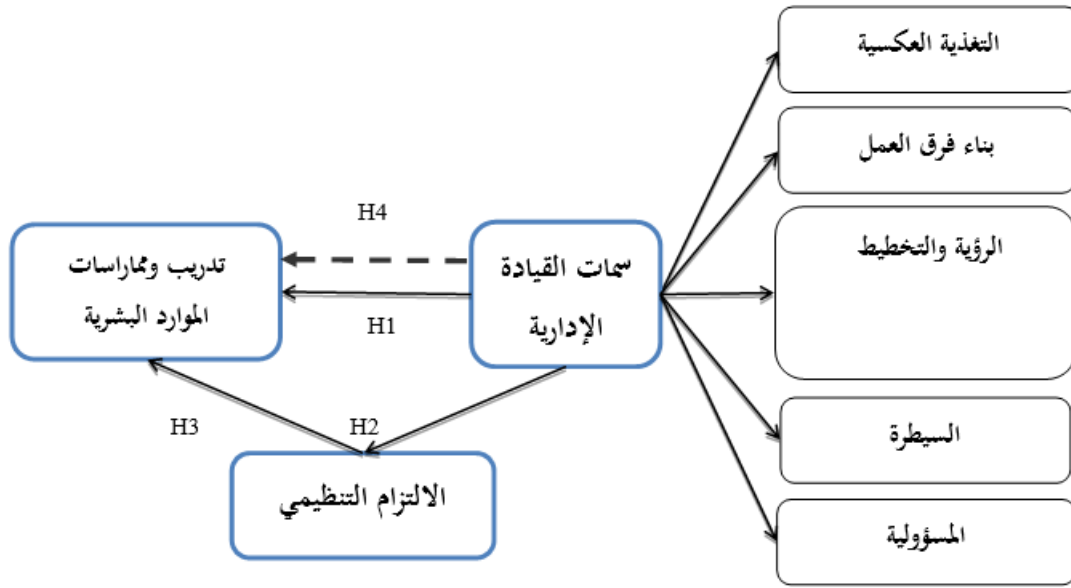 التغذية العكسية
بناء فرق العمل
الرؤية والتخطيط
السيطرة
المسؤولية
سمات القيادة
الإدارية
H4
H1
H2
H3
تدريب وممارسات
الموارد البشرية
الالتزام التنظيمي